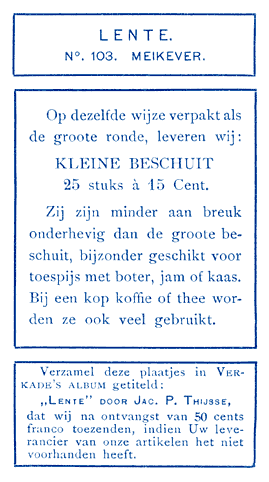 LENTE.
Nº. 103. MEIKEVER.
Op dezelfde wijze verpakt als
de groote ronde, leveren wij:
KLEINE BESCHUIT
25 stuks à 15 Cent.
Zij zijn minder aan breuk
onderhevig dan de groote be-
schuit, bijzonder geschikt voor
toespijs met boter, jam of kaas.
Bij een kop koffie of thee wor-
den ze ook veel gebruikt.
Verzamel deze plaatjes in VER-
KADE'S ALBUM getiteld:
„LENTE” DOOR JAC. P. THIJSSE,
dat wij na ontvangst van 50 cents
franco toezenden, indien Uw leve-
rancier van onze artikelen het niet
voorhanden heeft.